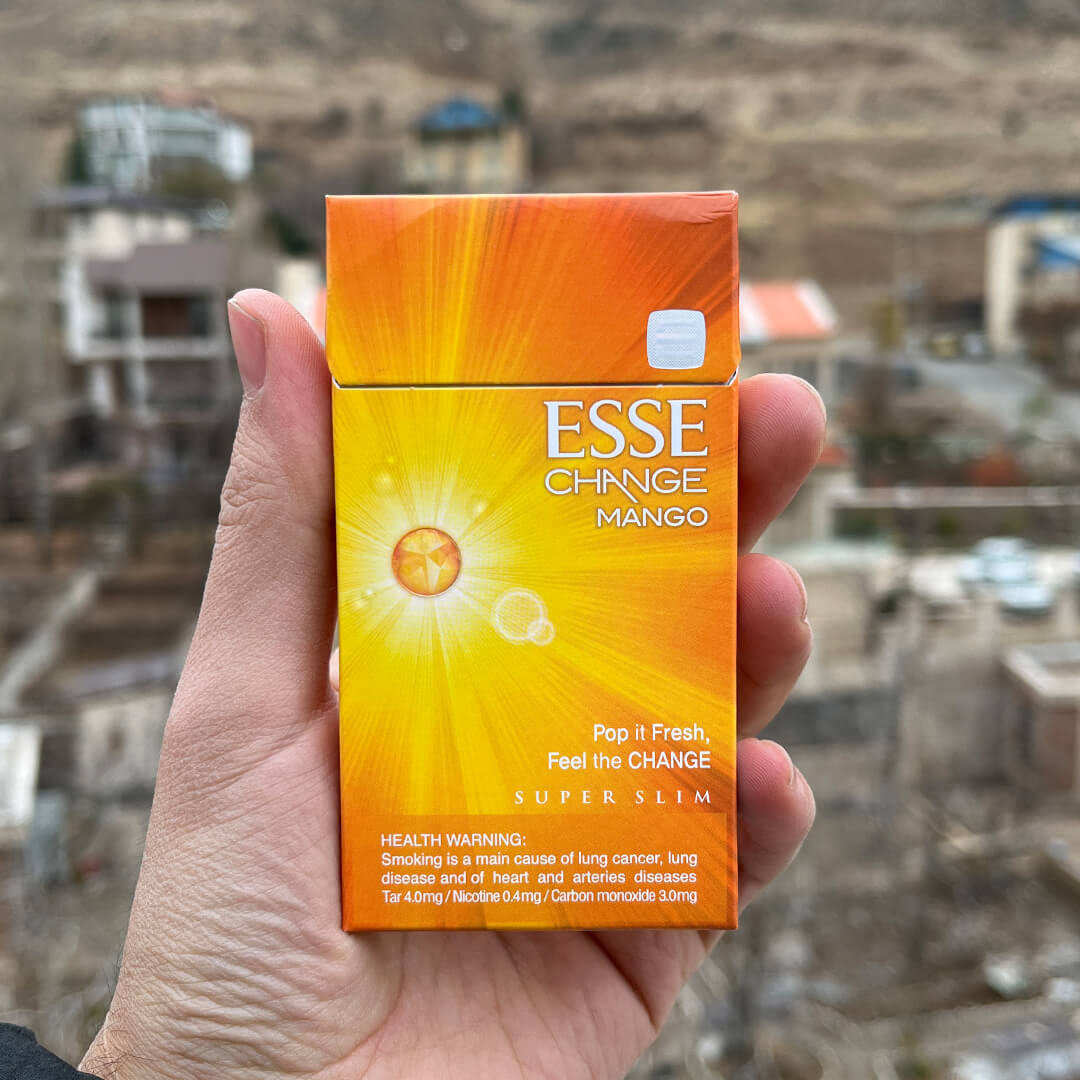 ESSE
CHANGE
MANGO
Pop it Fresh,
Feel the CHANGE
SUPER SLIM
HEALTH WARNING:
Smoking is a main cause of lung cancer, lung
disease and of heart and arteries diseases
Tar 4.0mg / Nicotine 0.4mg / Carbon monoxide 3.0mg